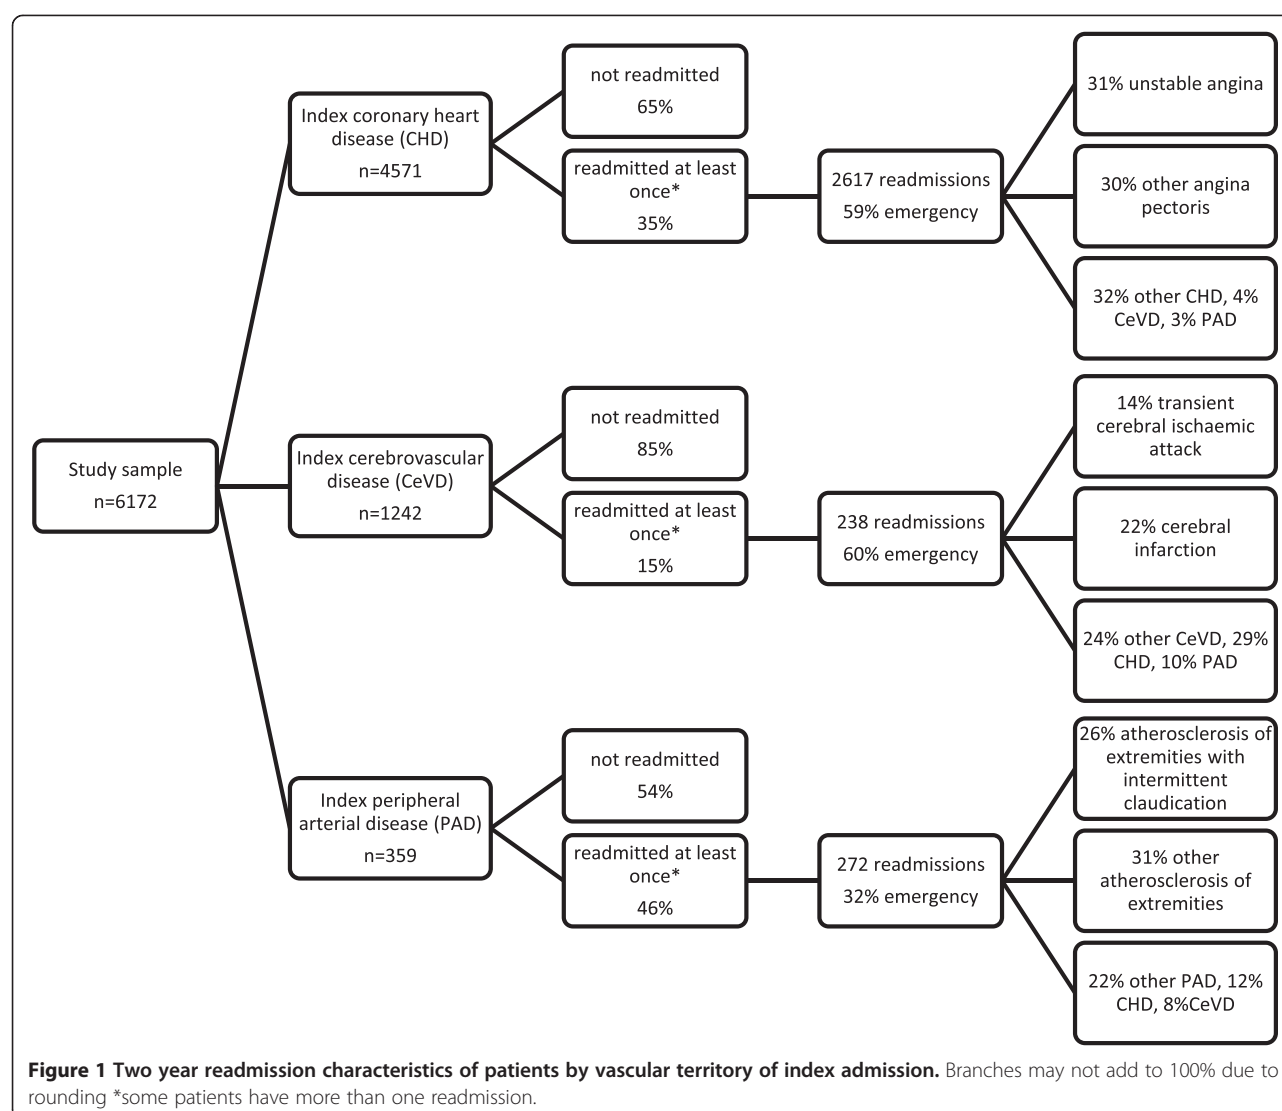 Study sample
n=6172
Index coronary heart
disease (CHD)
n=4571
not readmitted
65%
readmitted at least
once*
35%
2617 readmissions
59% emergency
31% unstable angina
30% other angina
pectoris
32% other CHD, 4%
CeVD, 3% PAD
Index cerebrovascular
disease (CeVD)
n=1242
not readmitted
85%
readmitted at least
once*
15%
238 readmissions
60% emergency
14% transient
cerebral ischaemic
attack
22% cerebral
infarction
24% other CeVD, 29%
CHD, 10% PAD
Index peripheral
arterial disease (PAD)
n=359
not readmitted
54%
readmitted at least
once*
46%
272 readmissions
32% emergency
26% atherosclerosis of
extremities with
intermittent
claudication
31% other
atherosclerosis of
extremities
22% other PAD, 12%
CHD, 8%CeVD
Figure 1 Two year readmission characteristics of patients by vascular territory of index admission. Branches may not add to 100% due to
rounding *some patients have more than one readmission.